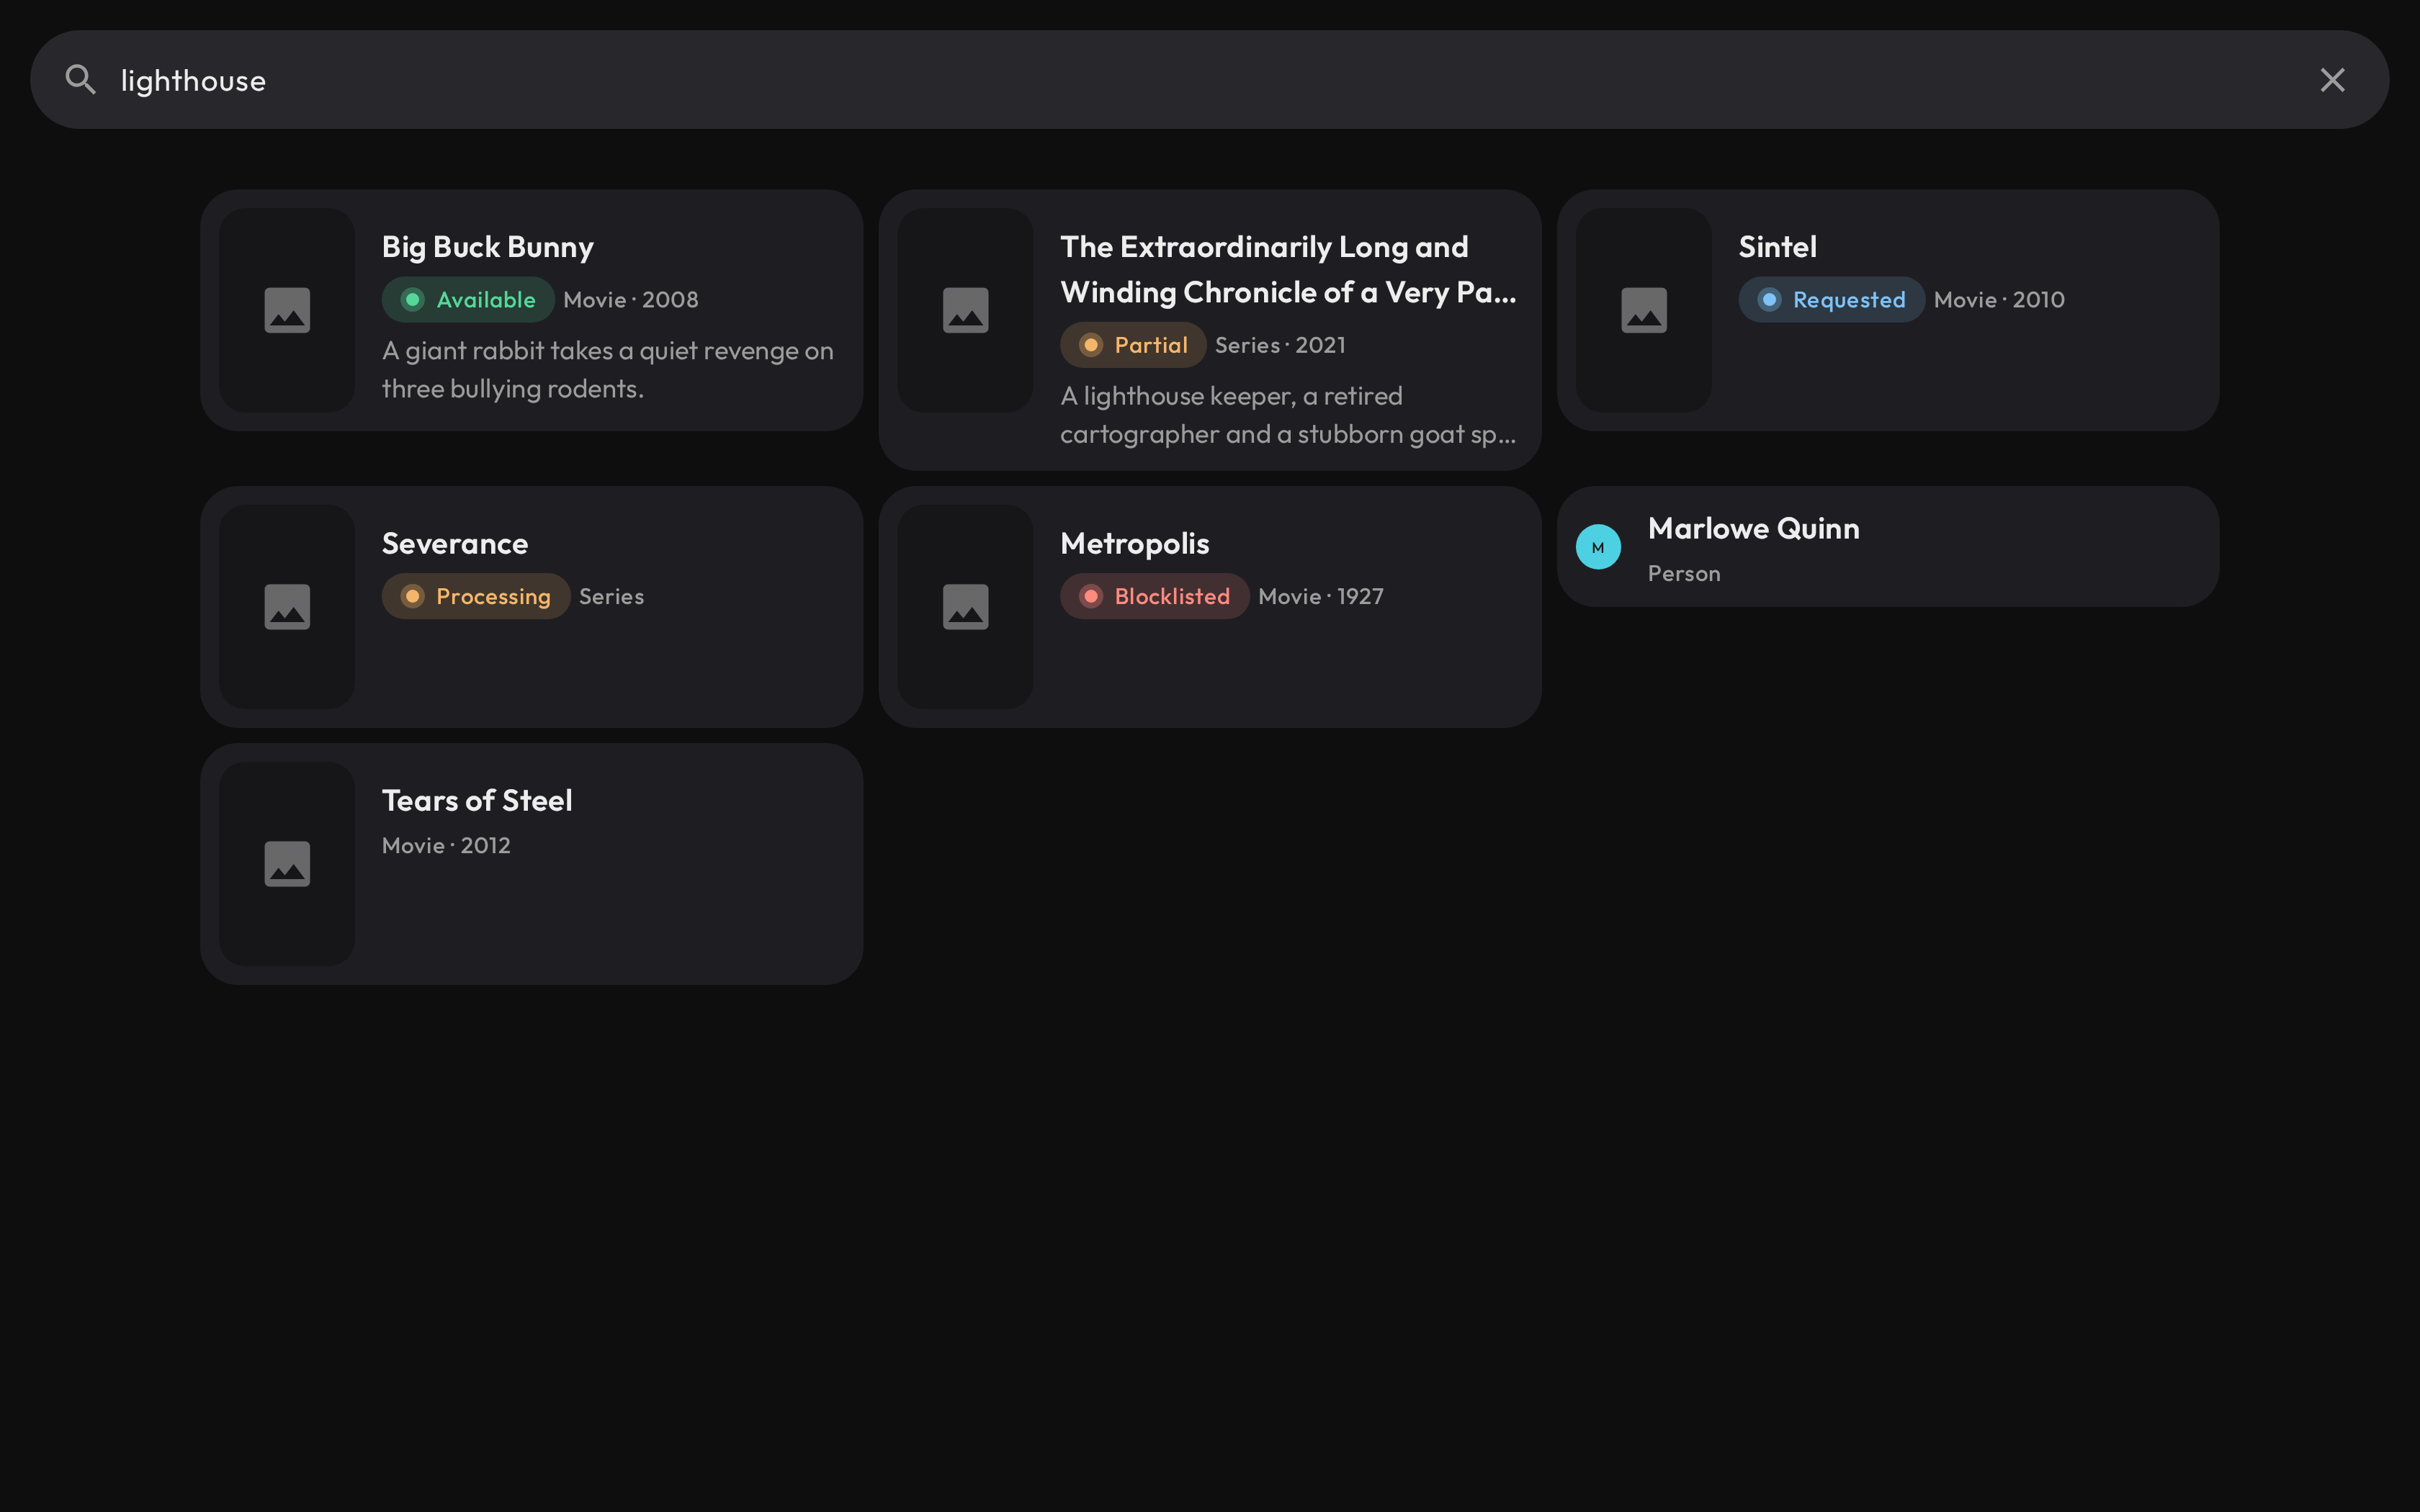 lighthouse
Big Buck Bunny
Available Movie · 2008
A giant rabbit takes a quiet revenge on
three bullying rodents.
The Extraordinarily Long and
Winding Chronicle of a Very Pa...
Partial Series · 2021
A lighthouse keeper, a retired
cartographer and a stubborn goat sp...
Sintel
Requested Movie · 2010
Severance
Processing Series
Metropolis
Blocklisted Movie · 1927
M
Marlowe Quinn
Person
Tears of Steel
Movie · 2012